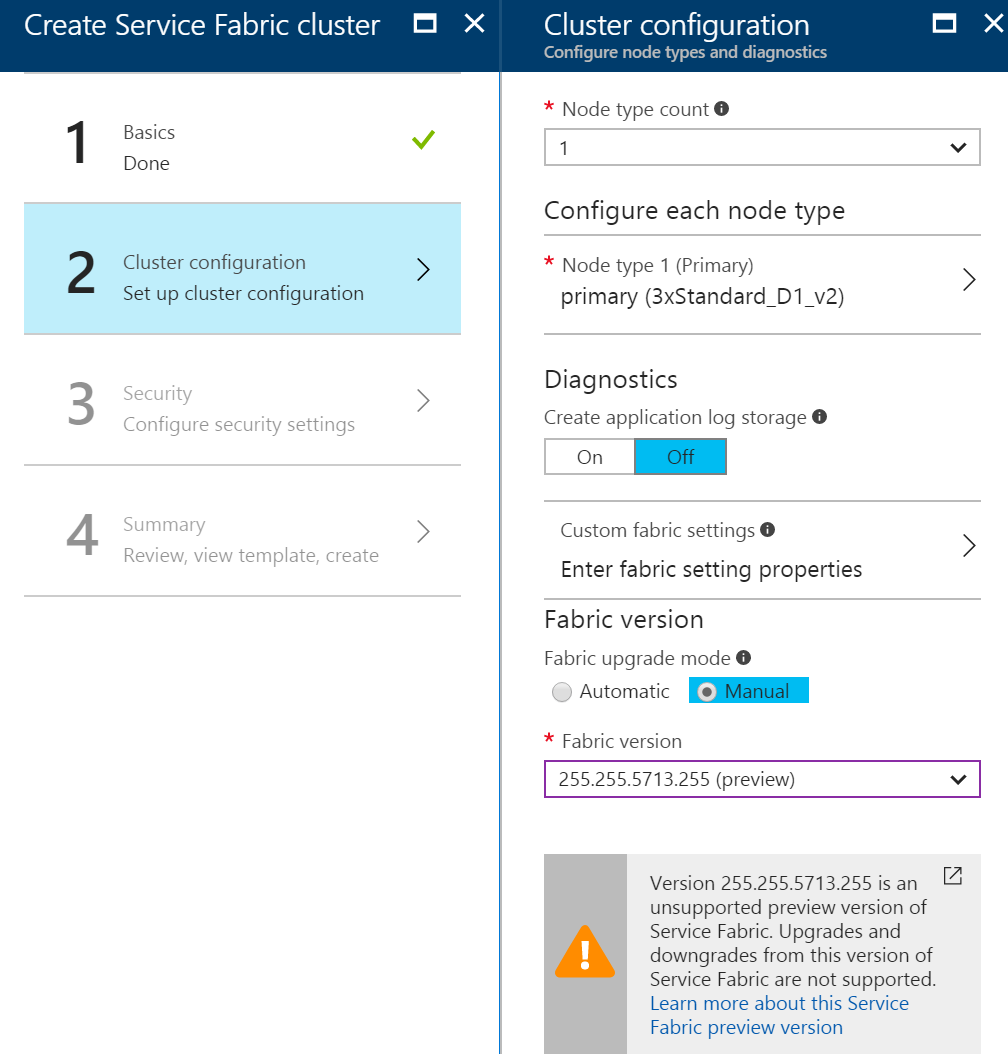 Create Service Fabric cluster
1
Basics
Done
2
Cluster configuration
Set up cluster configuration
3
Security
Configure security settings
4
Summary
Review, view template, create
Cluster configuration
Configure node types and diagnostics
* Node type count
1
Configure each node type
* Node type 1 (Primary)
primary (3xStandard_D1_v2)
Diagnostics
Create application log storage
On Off
Custom fabric settings
Enter fabric setting properties
Fabric version
Fabric upgrade mode
Automatic Manual
* Fabric version
255.255.5713.255 (preview)
Version 255.255.5713.255 is an
unsupported preview version of
Service Fabric. Upgrades and
downgrades from this version of
Service Fabric are not supported.
Learn more about this Service
Fabric preview version